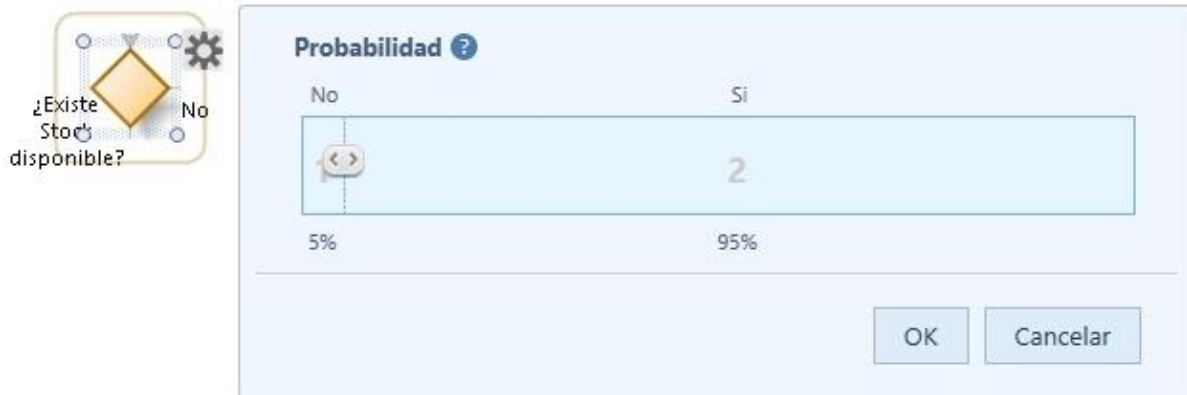 ¿Existe
Stock
disponible?
No
Probabilidad ?
No Si
1 2
5% 95%
OK Cancelar